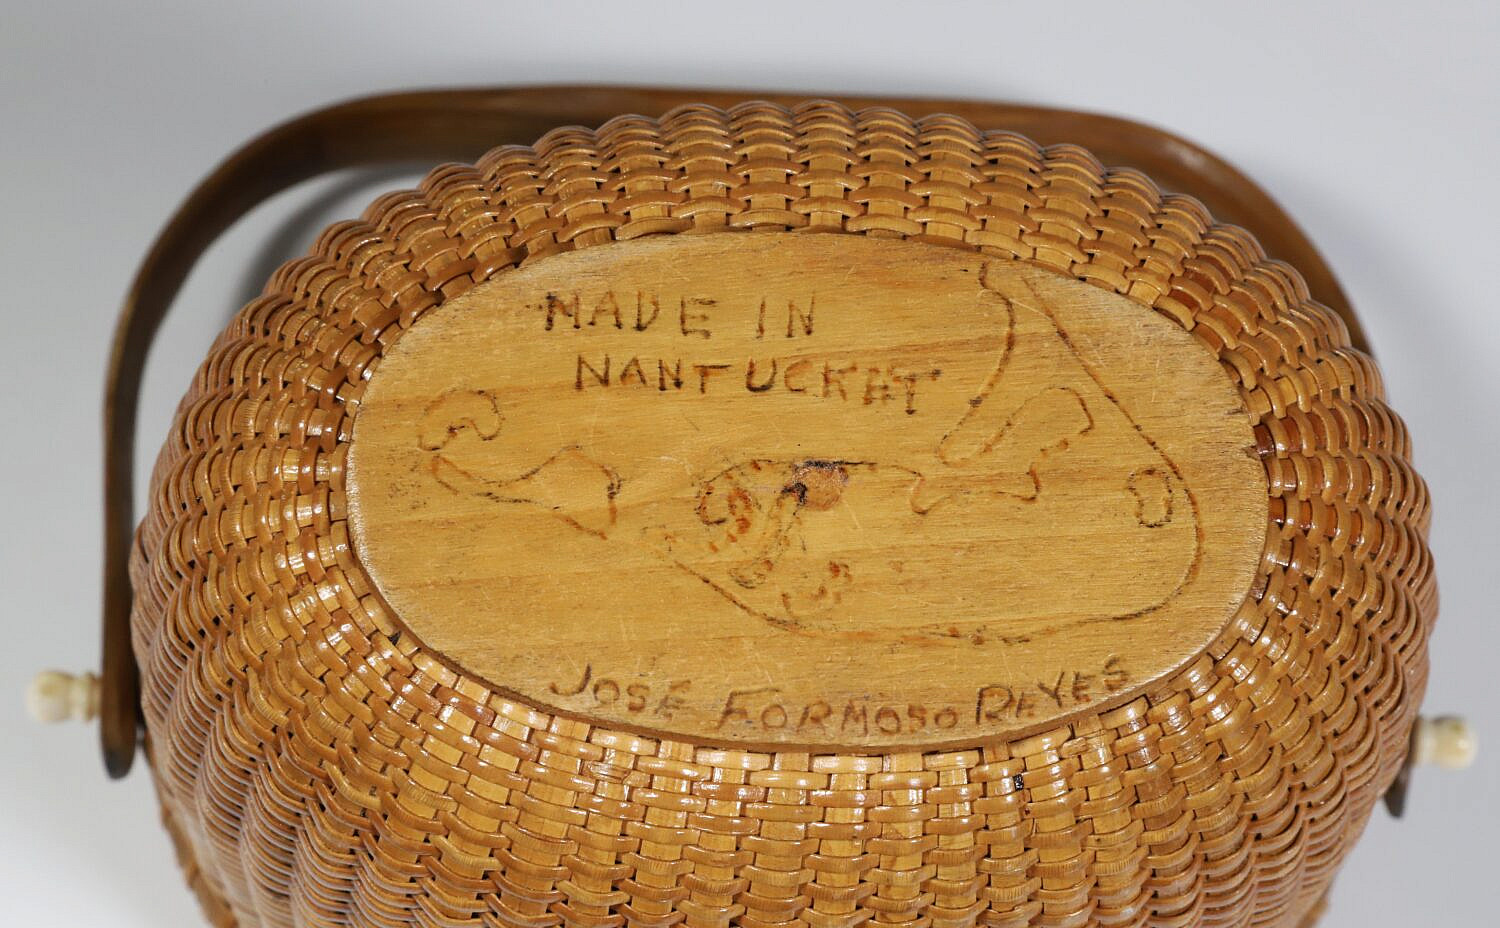 MADE IN
NANTUCKET
JOSÉ FORMOSO REYES